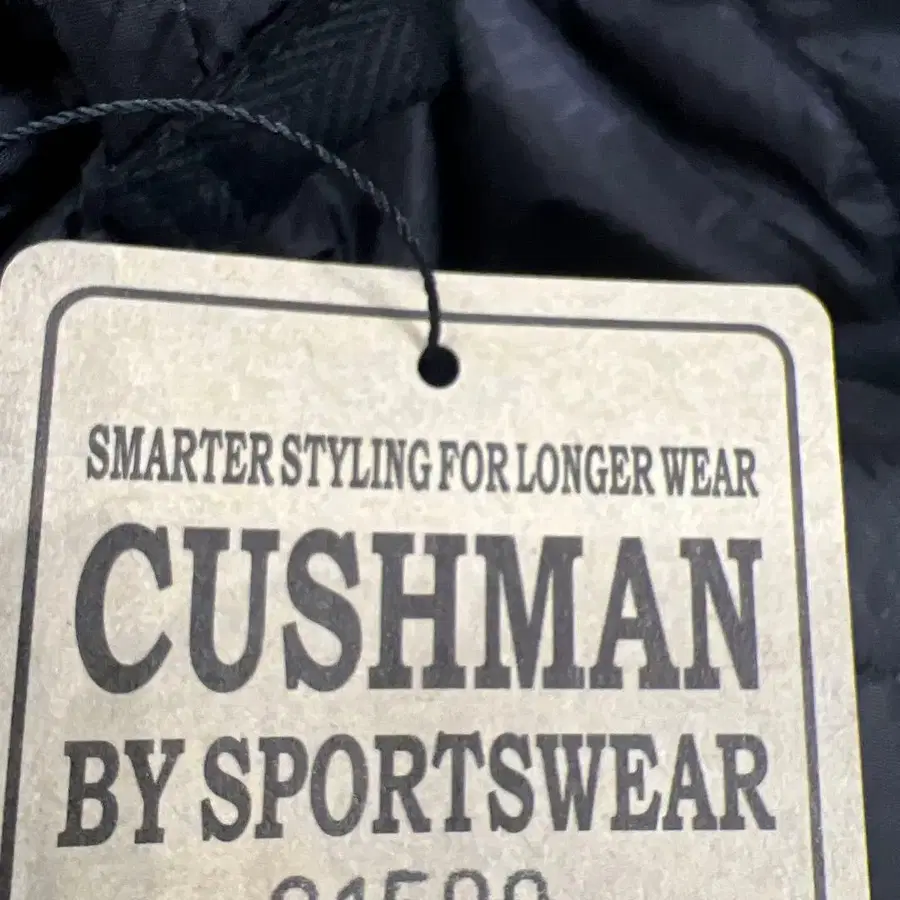 SMARTER STYLING FOR LONGER WEAR
CUSHMAN
BY SPORTSWEAR